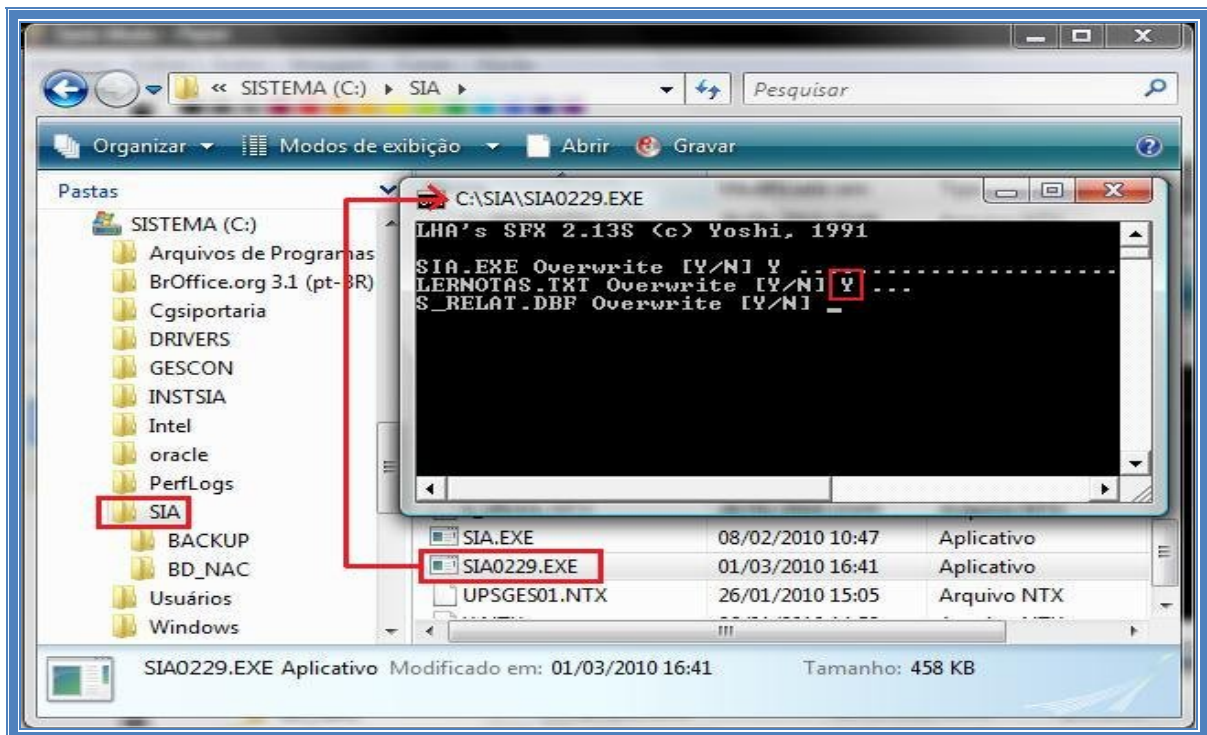 « SISTEMA (C:) ▸ SIA ▸
Pesquisar
Organizar
Modos de exibição
Abrir
Gravar
Pastas
SISTEMA (C:)
Arquivos de Programas
BrOffice.org 3.1 (pt-BR)
Cgsiportaria
DRIVERS
GESCON
INSTSIA
Intel
oracle
PerfLogs
SIA
BACKUP
BD_NAC
Usuários
Windows
C:\SIA\SIA0229.EXE
LHA's SFX 2.13S (c) Yoshi, 1991
SIA.EXE Overwrite [Y/N] Y ......................
LERNOTAS.TXT Overwrite [Y/N] Y ...
S_RELAT.DBF Overwrite [Y/N] _
SIA.EXE 08/02/2010 10:47 Aplicativo
SIA0229.EXE 01/03/2010 16:41 Aplicativo
UPSGES01.NTX 26/01/2010 15:05 Arquivo NTX
SIA0229.EXE Aplicativo Modificado em: 01/03/2010 16:41 Tamanho: 458 KB